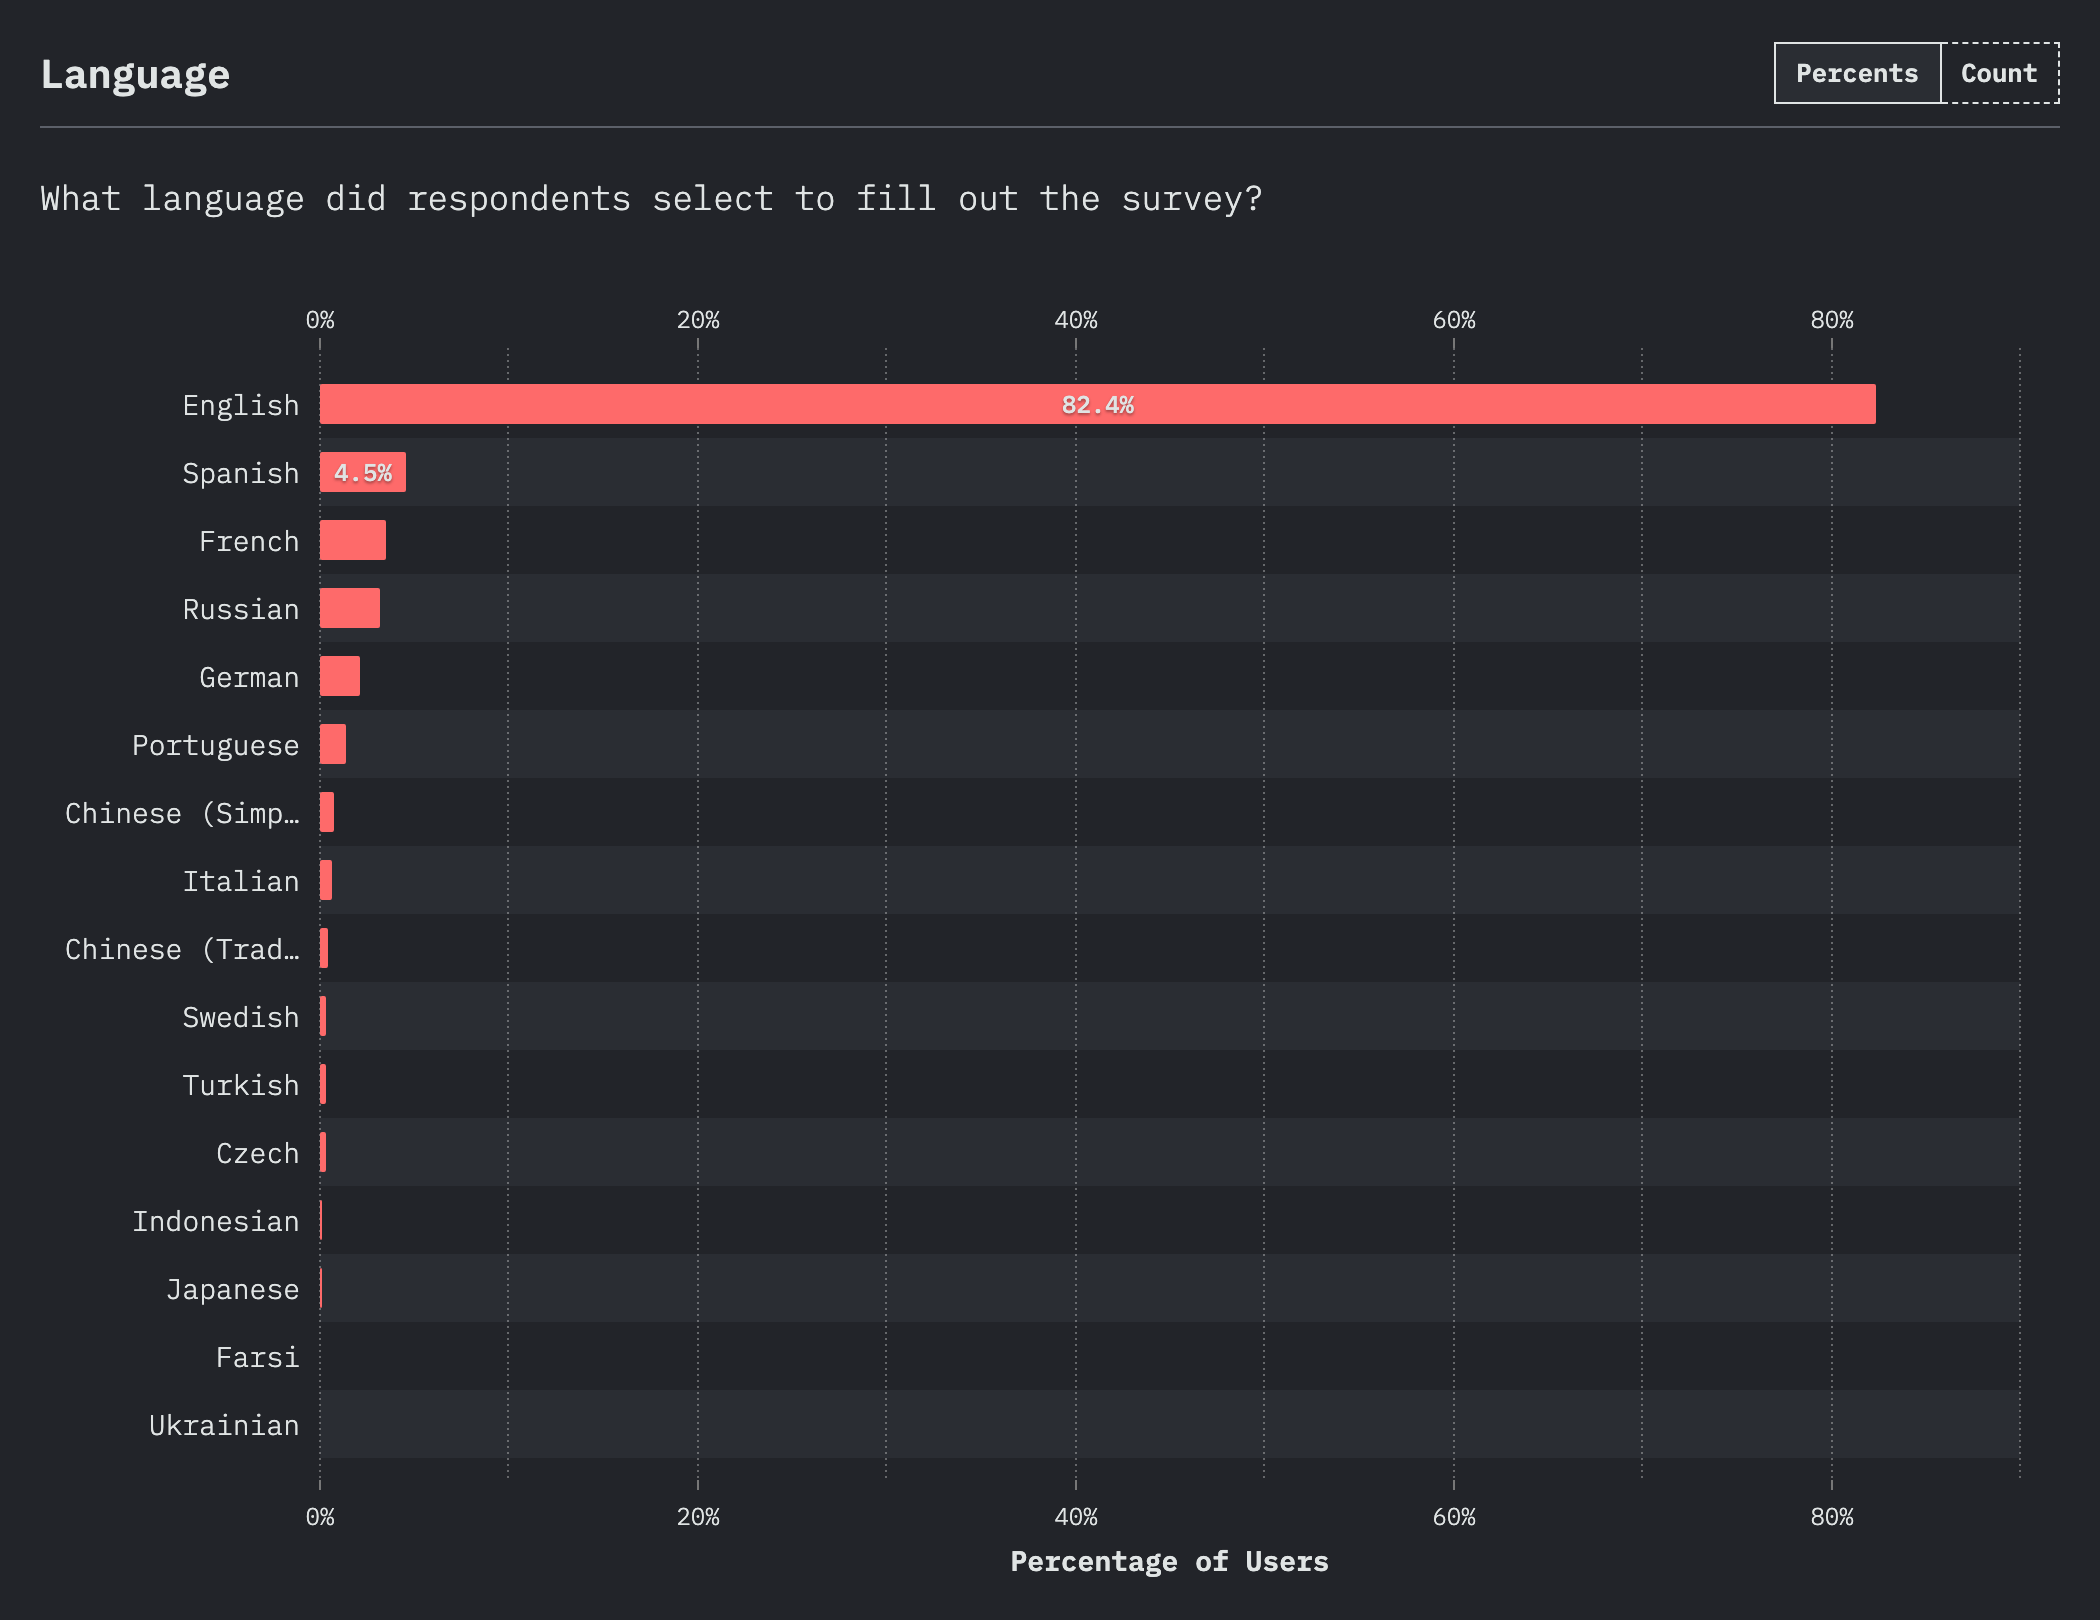 Language
Percents Count
What language did respondents select to fill out the survey?
0% 20% 40% 60% 80%
English 82.4%
Spanish 4.5%
French
Russian
German
Portuguese
Chinese (Simp…
Italian
Chinese (Trad…
Swedish
Turkish
Czech
Indonesian
Japanese
Farsi
Ukrainian
0% 20% 40% 60% 80%
Percentage of Users